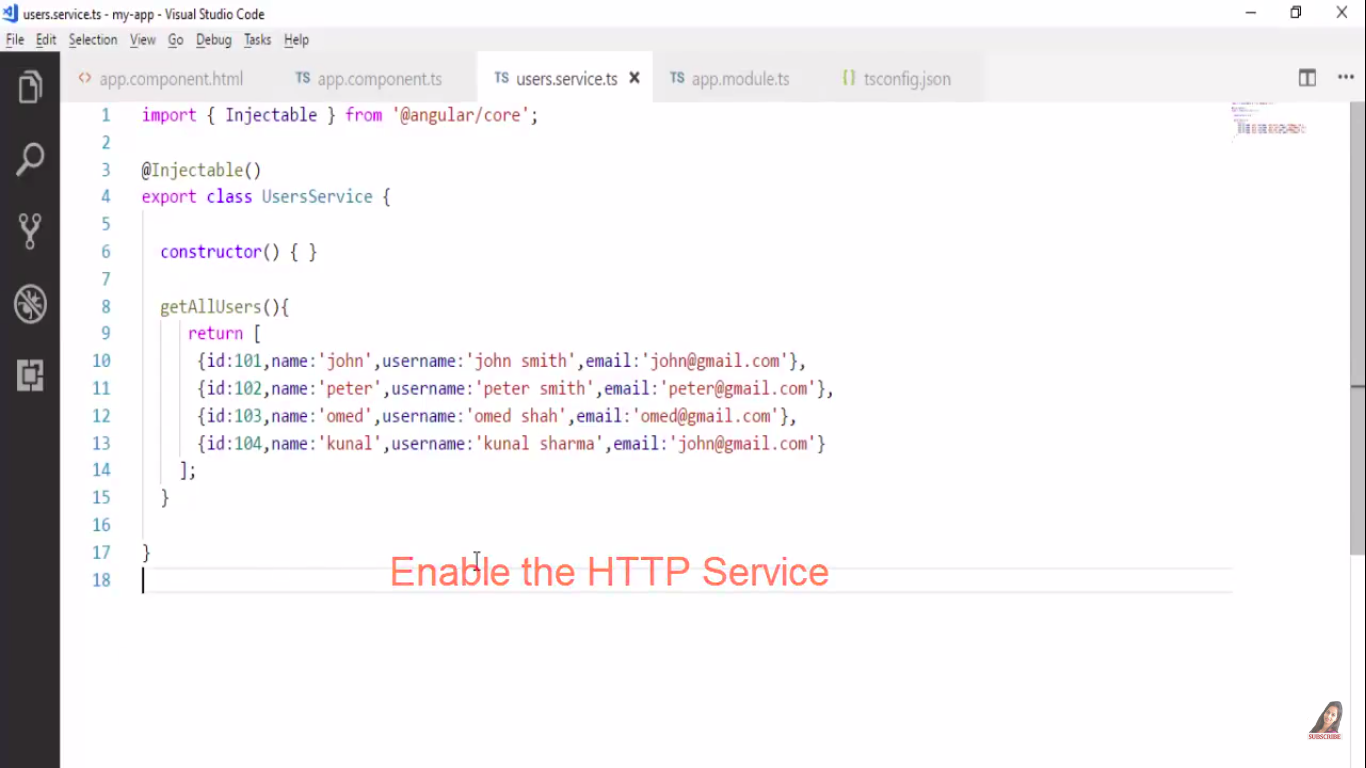 users.service.ts - my-app - Visual Studio Code
File Edit Selection View Go Debug Tasks Help
<> app.component.html TS app.component.ts TS users.service.ts × TS app.module.ts {} tsconfig.json
1 import { Injectable } from '@angular/core';
2
3 @Injectable()
4 export class UsersService {
5
6 constructor() { }
7
8 getAllUsers(){
9 return [
10 {id:101,name:'john',username:'john smith',email:'john@gmail.com'},
11 {id:102,name:'peter',username:'peter smith',email:'peter@gmail.com'},
12 {id:103,name:'omed',username:'omed shah',email:'omed@gmail.com'},
13 {id:104,name:'kunal',username:'kunal sharma',email:'john@gmail.com'}
14 ];
15 }
16
17 }
Enable the HTTP Service
18
SUBSCRIBE